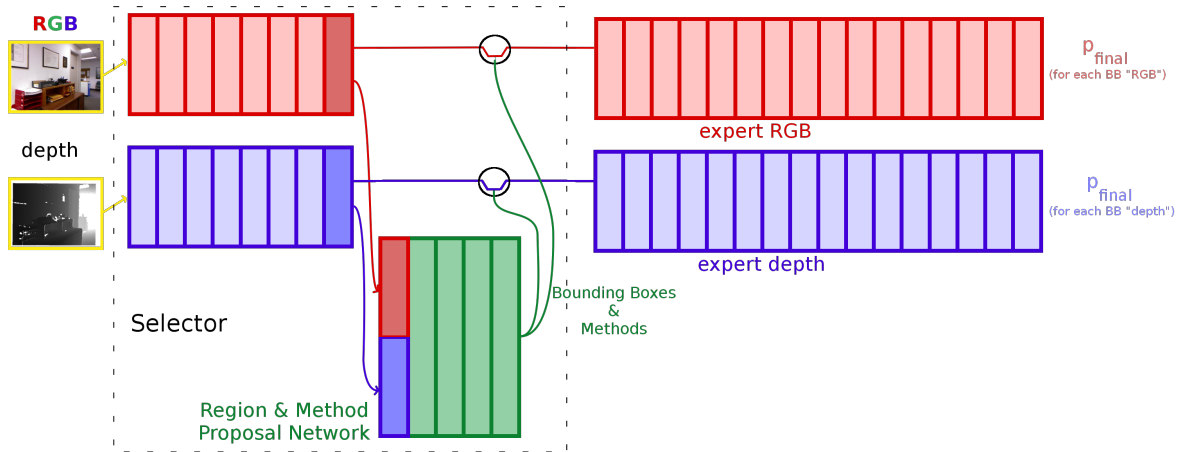 RGB
depth
Selector
Region & Method
Proposal Network
Bounding Boxes
&
Methods
expert RGB
expert depth
p
final
(for each BB "RGB")
p
final
(for each BB "depth")